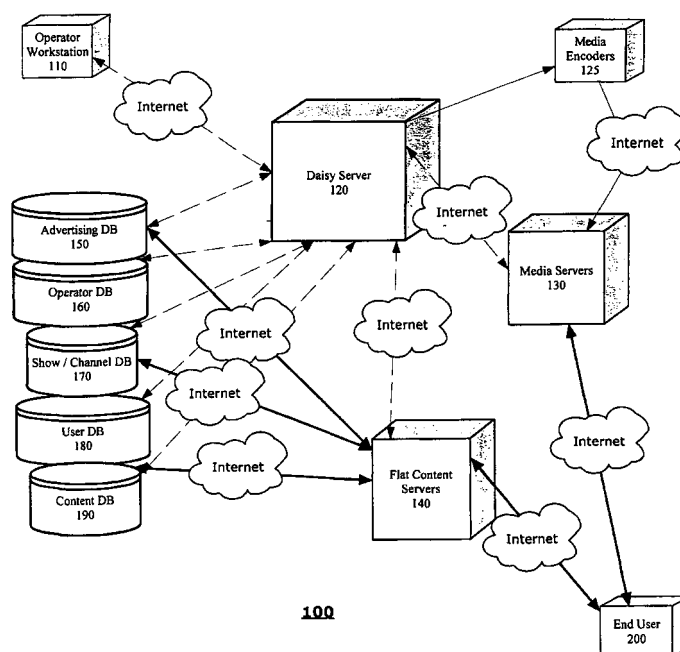 Operator
Workstation
110
Media
Encoders
125
Internet
Internet
Daisy Server
120
Internet
Advertising DB
150
Media Servers
130
Operator DB
160
Internet
Internet
Show / Channel DB
170
Internet
User DB
180
Internet
Internet
Flat Content
Servers
140
Content DB
190
Internet
100
End User
200